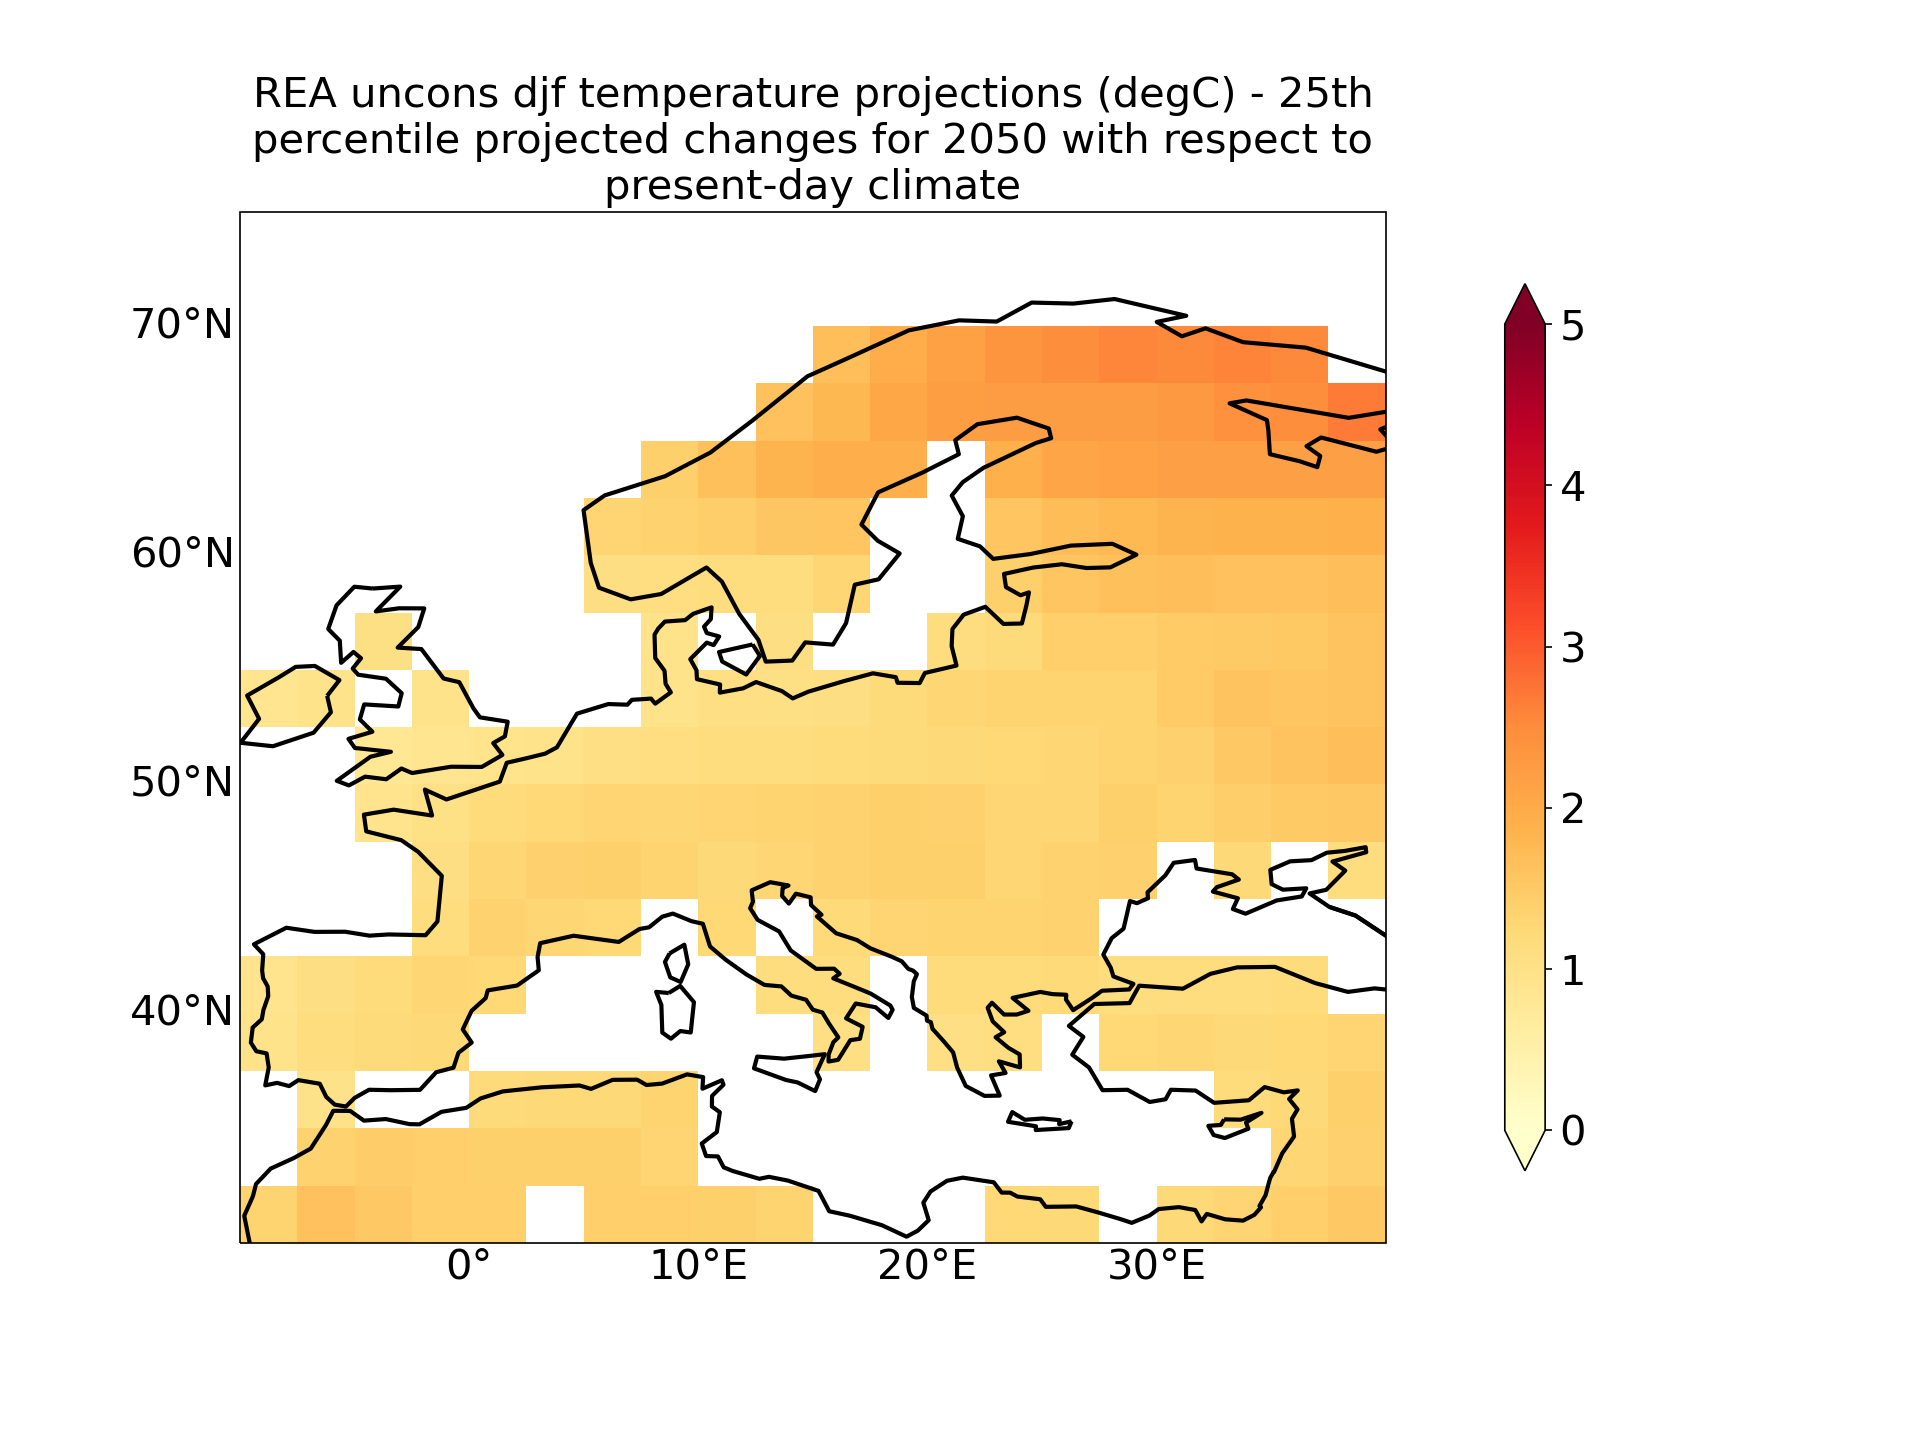 REA uncons djf temperature projections (degC) - 25th
percentile projected changes for 2050 with respect to
present-day climate
70°N
60°N
50°N
40°N
0°
10°E
20°E
30°E
5
4
3
2
1
0